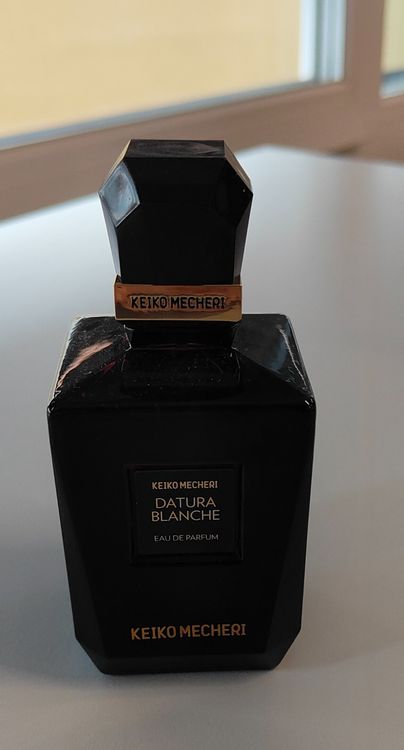 KEIKO MECHERI
KEIKO MECHERI
DATURA
BLANCHE
EAU DE PARFUM
KEIKO MECHERI